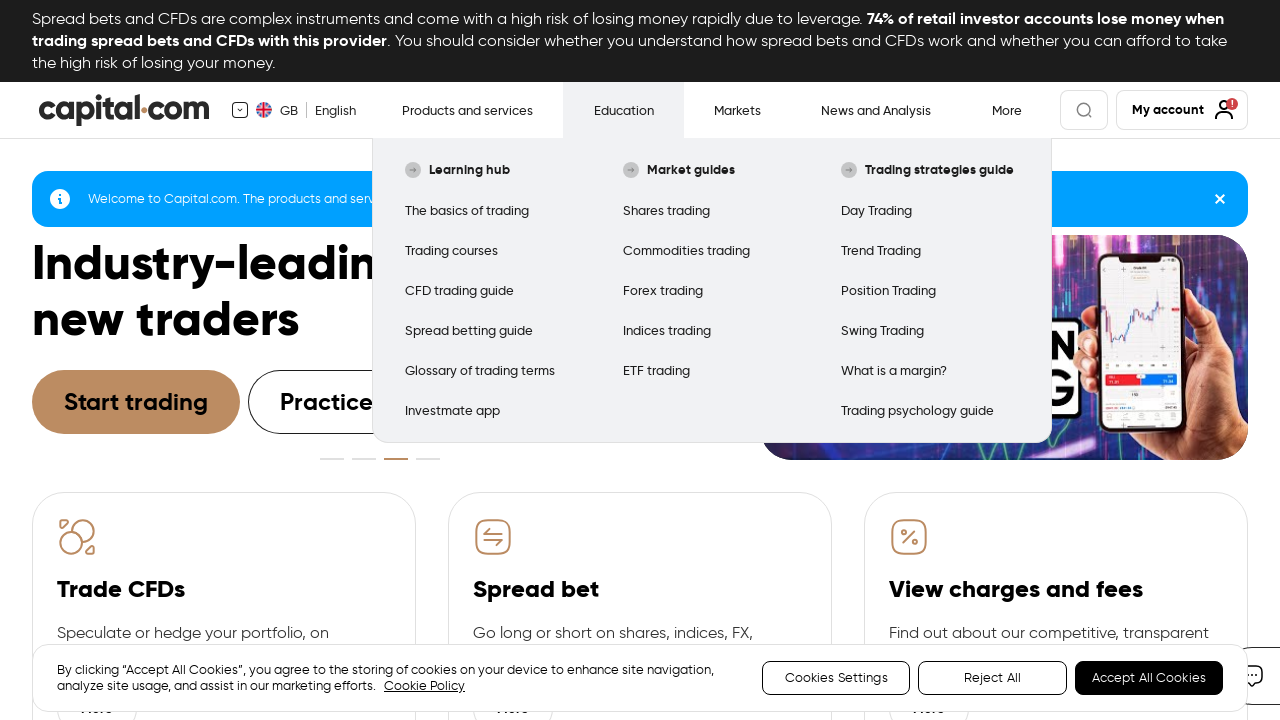 Spread bets and CFDs are complex instruments and come with a high risk of losing money rapidly due to leverage. 74% of retail investor accounts lose money when
trading spread bets and CFDs with this provider. You should consider whether you understand how spread bets and CFDs work and whether you can afford to take
the high risk of losing your money.
capital.com
GB English
Products and services
Education
Markets
News and Analysis
More
My account
Learning hub
The basics of trading
Trading courses
CFD trading guide
Spread betting guide
Glossary of trading terms
Investmate app
Market guides
Shares trading
Commodities trading
Forex trading
Indices trading
ETF trading
Trading strategies guide
Day Trading
Trend Trading
Position Trading
Swing Trading
What is a margin?
Trading psychology guide
Welcome to Capital.com. The products and serv
Industry-leadin
new traders
Start trading
Practice
Trade CFDs
Speculate or hedge your portfolio, on
Spread bet
Go long or short on shares, indices, FX,
View charges and fees
Find out about our competitive, transparent
By clicking “Accept All Cookies”, you agree to the storing of cookies on your device to enhance site navigation,
analyze site usage, and assist in our marketing efforts. Cookie Policy
Cookies Settings
Reject All
Accept All Cookies